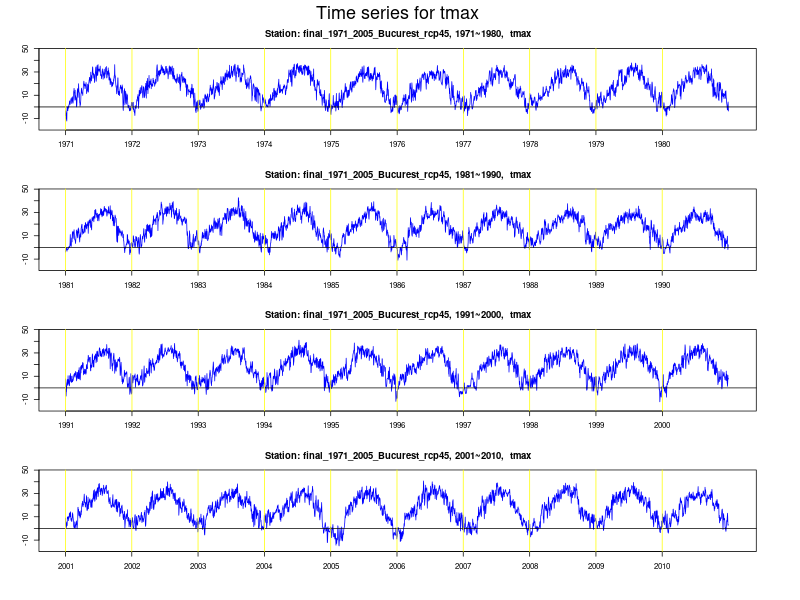 Time series for tmax
Station: final_1971_2005_Bucurest_rcp45, 1971~1980,  tmax
50
30
10
-10
1971 1972 1973 1974 1975 1976 1977 1978 1979 1980
Station: final_1971_2005_Bucurest_rcp45, 1981~1990,  tmax
50
30
10
-10
1981 1982 1983 1984 1985 1986 1987 1988 1989 1990
Station: final_1971_2005_Bucurest_rcp45, 1991~2000,  tmax
50
30
10
-10
1991 1992 1993 1994 1995 1996 1997 1998 1999 2000
Station: final_1971_2005_Bucurest_rcp45, 2001~2010,  tmax
50
30
10
-10
2001 2002 2003 2004 2005 2006 2007 2008 2009 2010